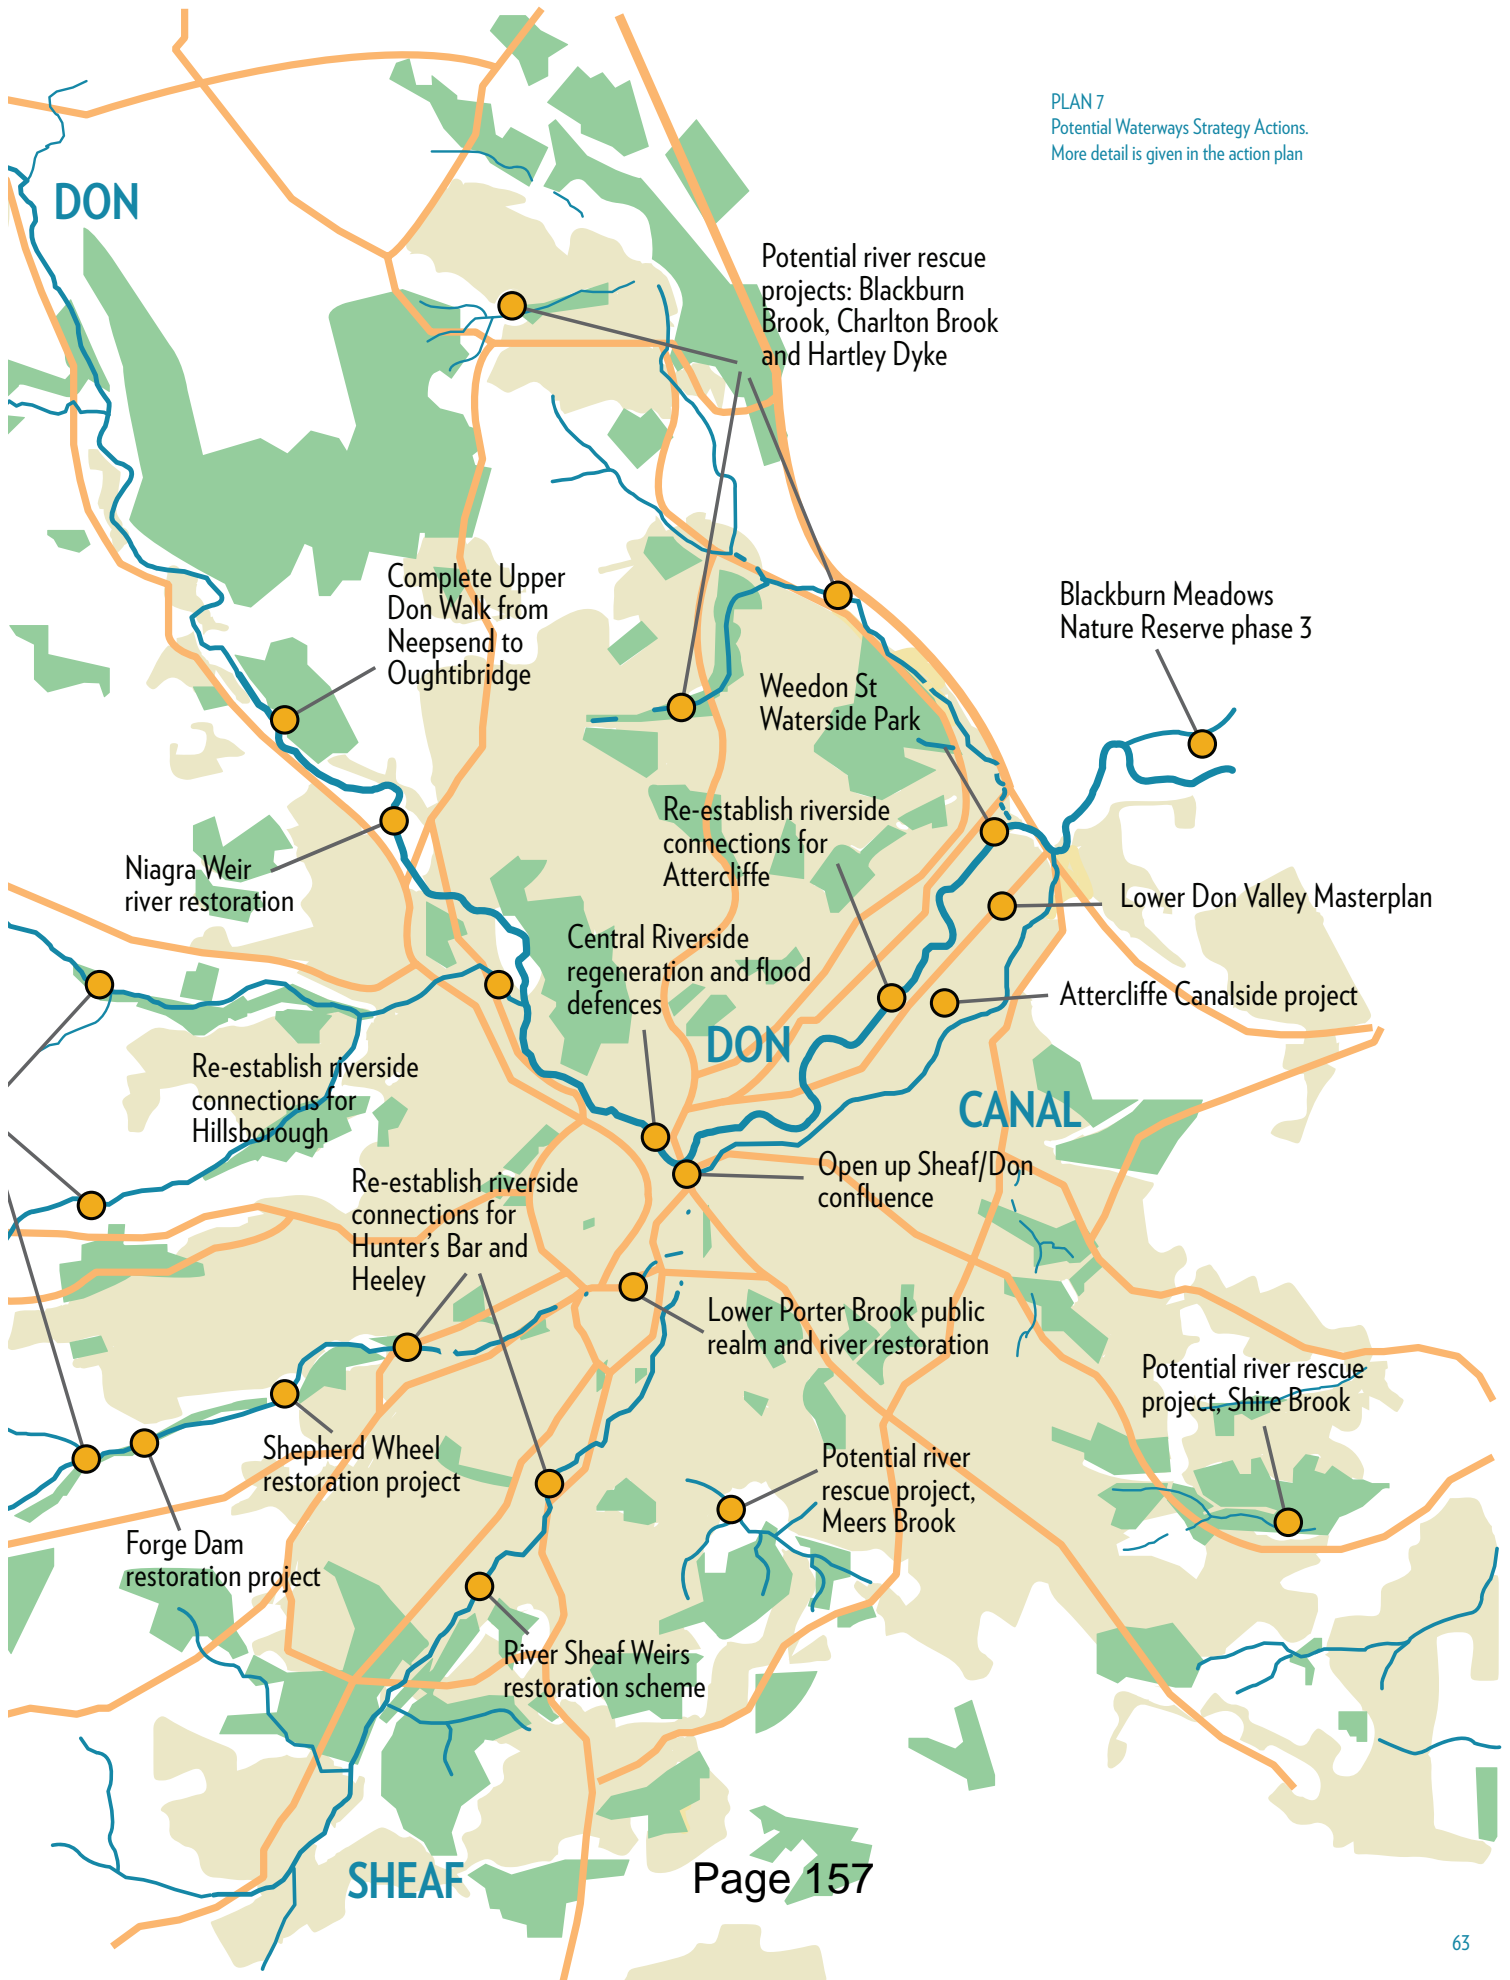 PLAN 7
Potential Waterways Strategy Actions.
More detail is given in the action plan
DON
Potential river rescue
projects: Blackburn
Brook, Charlton Brook
and Hartley Dyke
Complete Upper
Don Walk from
Neepsend to
Oughtibridge
Blackburn Meadows
Nature Reserve phase 3
Weedon St
Waterside Park
Re-establish riverside
connections for
Attercliffe
Niagra Weir
river restoration
Lower Don Valley Masterplan
Central Riverside
regeneration and flood
defences
Attercliffe Canalside project
DON
Re-establish riverside
connections for
Hillsborough
CANAL
Open up Sheaf/Don
confluence
Re-establish riverside
connections for
Hunter's Bar and
Heeley
Lower Porter Brook public
realm and river restoration
Potential river rescue
project, Shire Brook
Shepherd Wheel
restoration project
Potential river
rescue project,
Meers Brook
Forge Dam
restoration project
River Sheaf Weirs
restoration scheme
SHEAF
Page 157
63